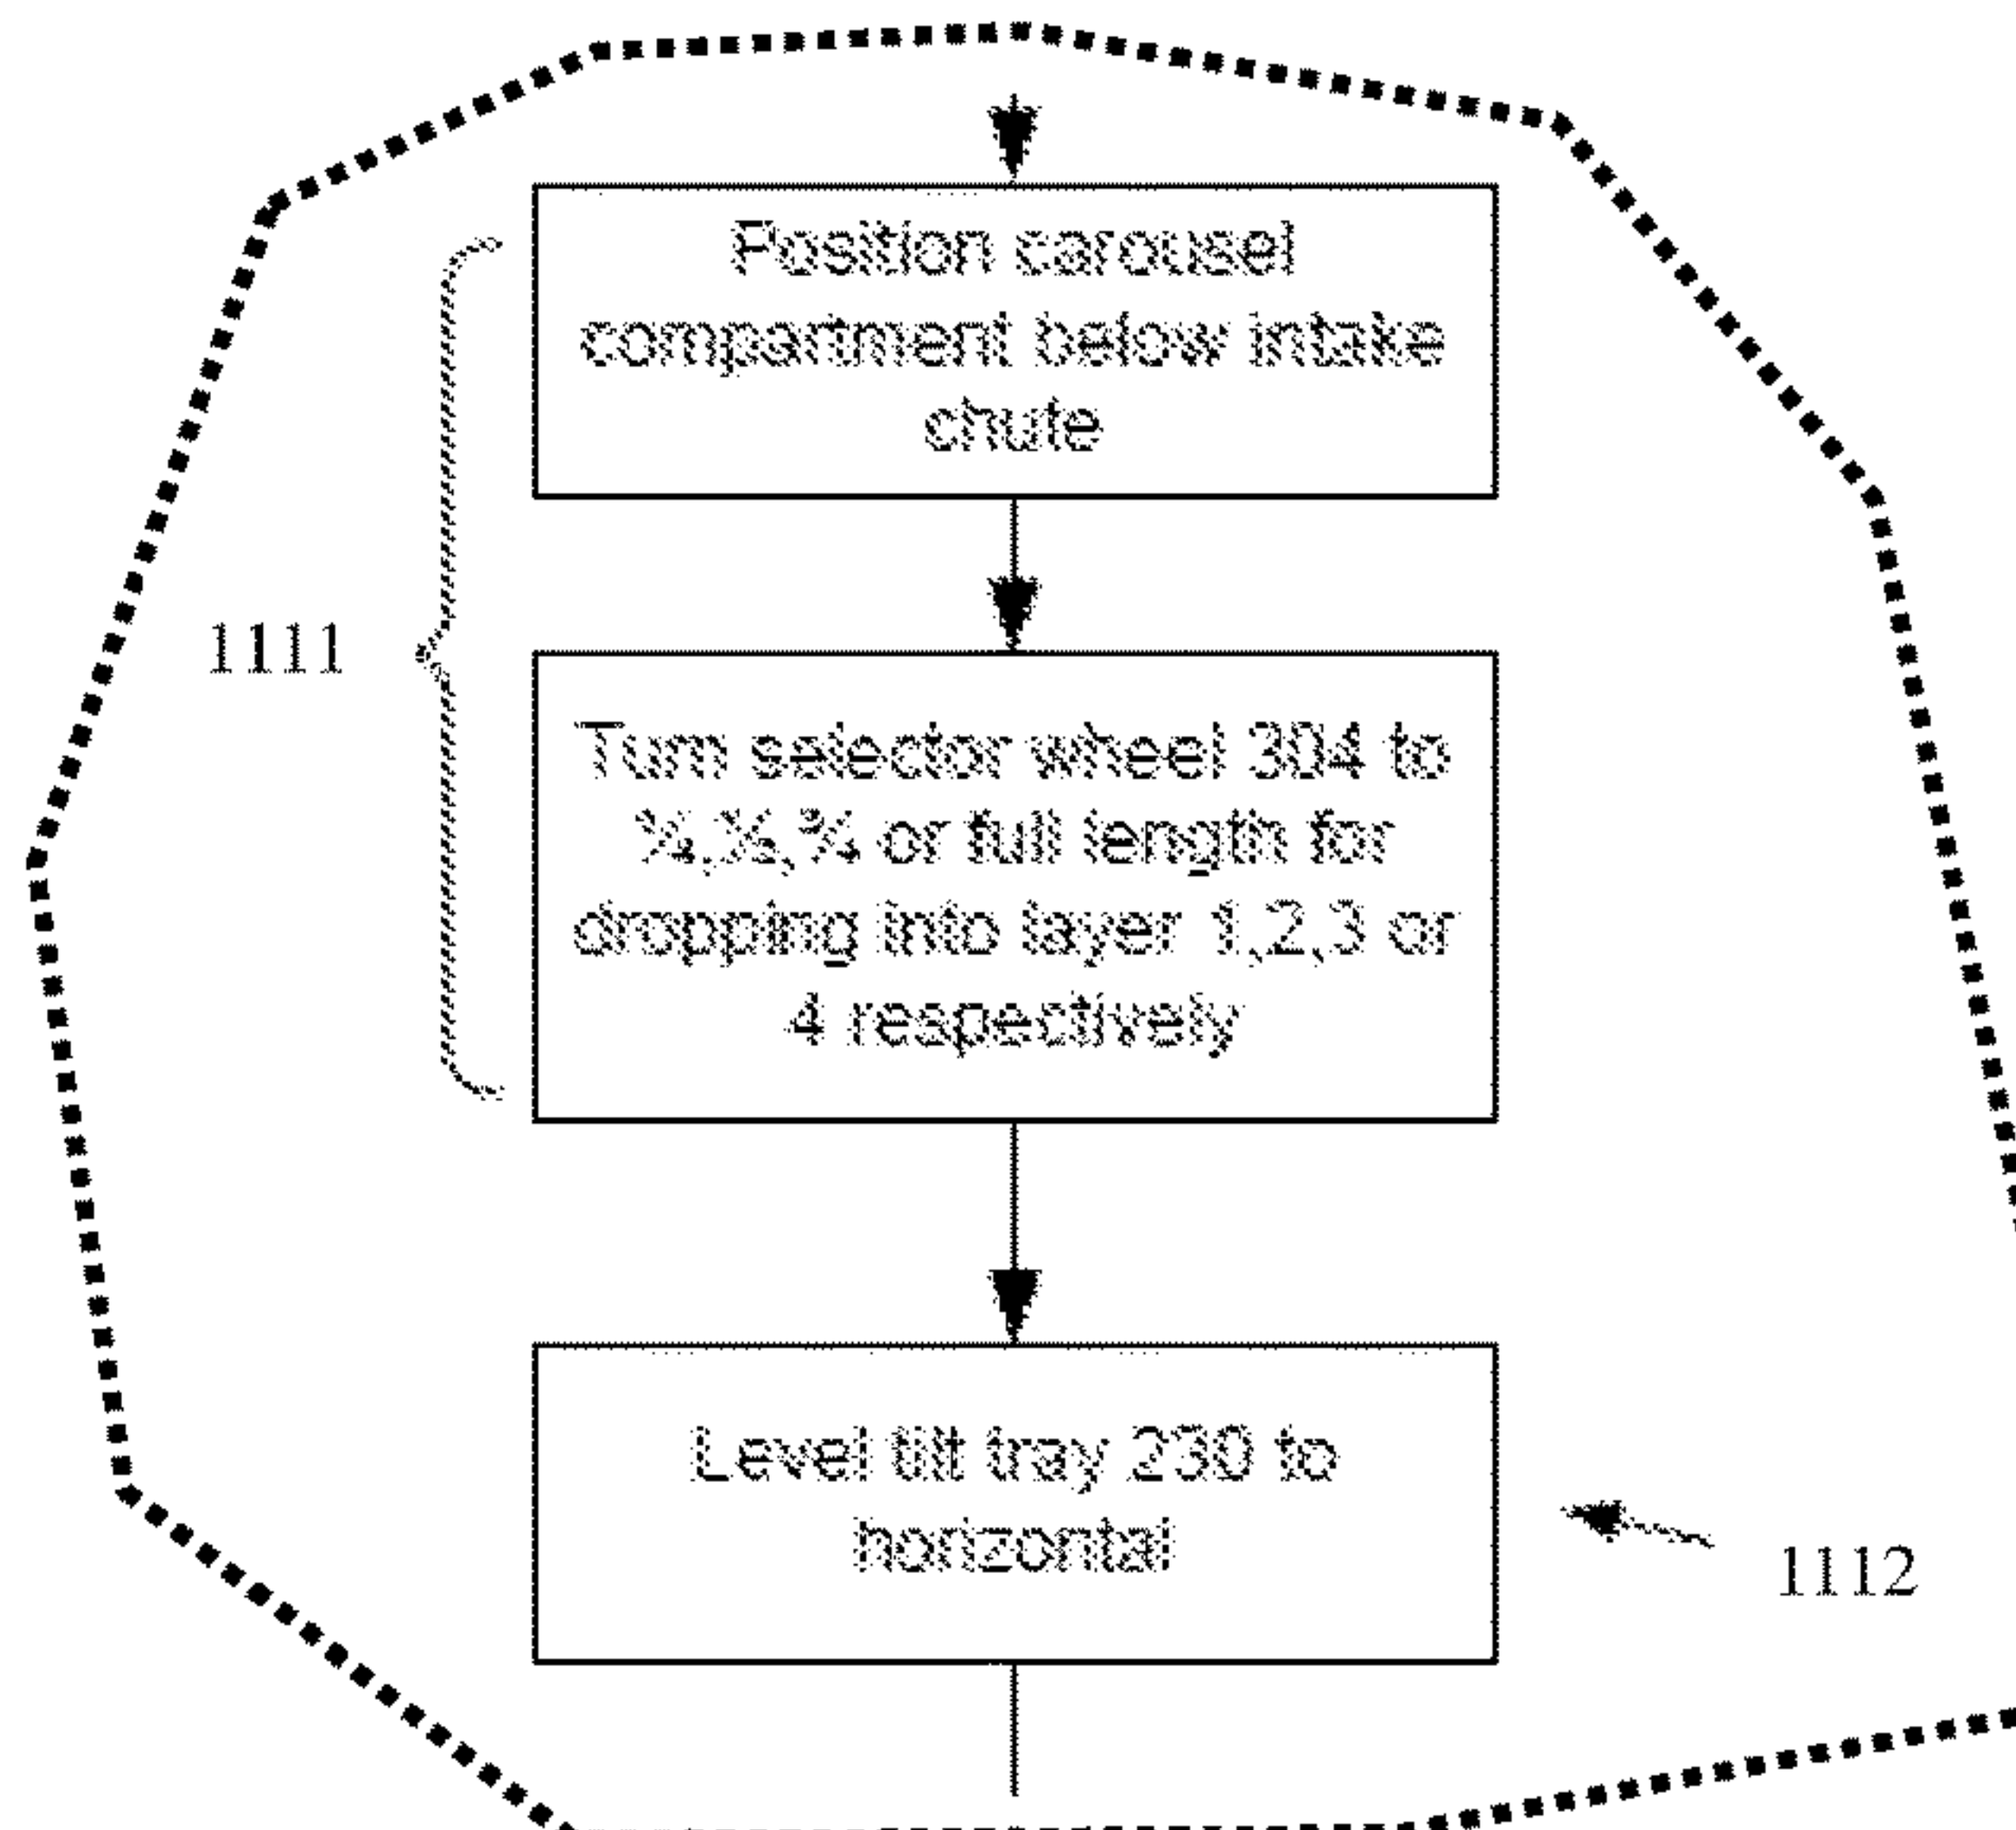 Position carousel
compartment below intake
chute
1111
Turn selector wheel 304 to
¼,½,¾ or full length for
dropping into layer 1,2,3 or
4 respectively
Level tilt tray 230 to
horizontal
1112